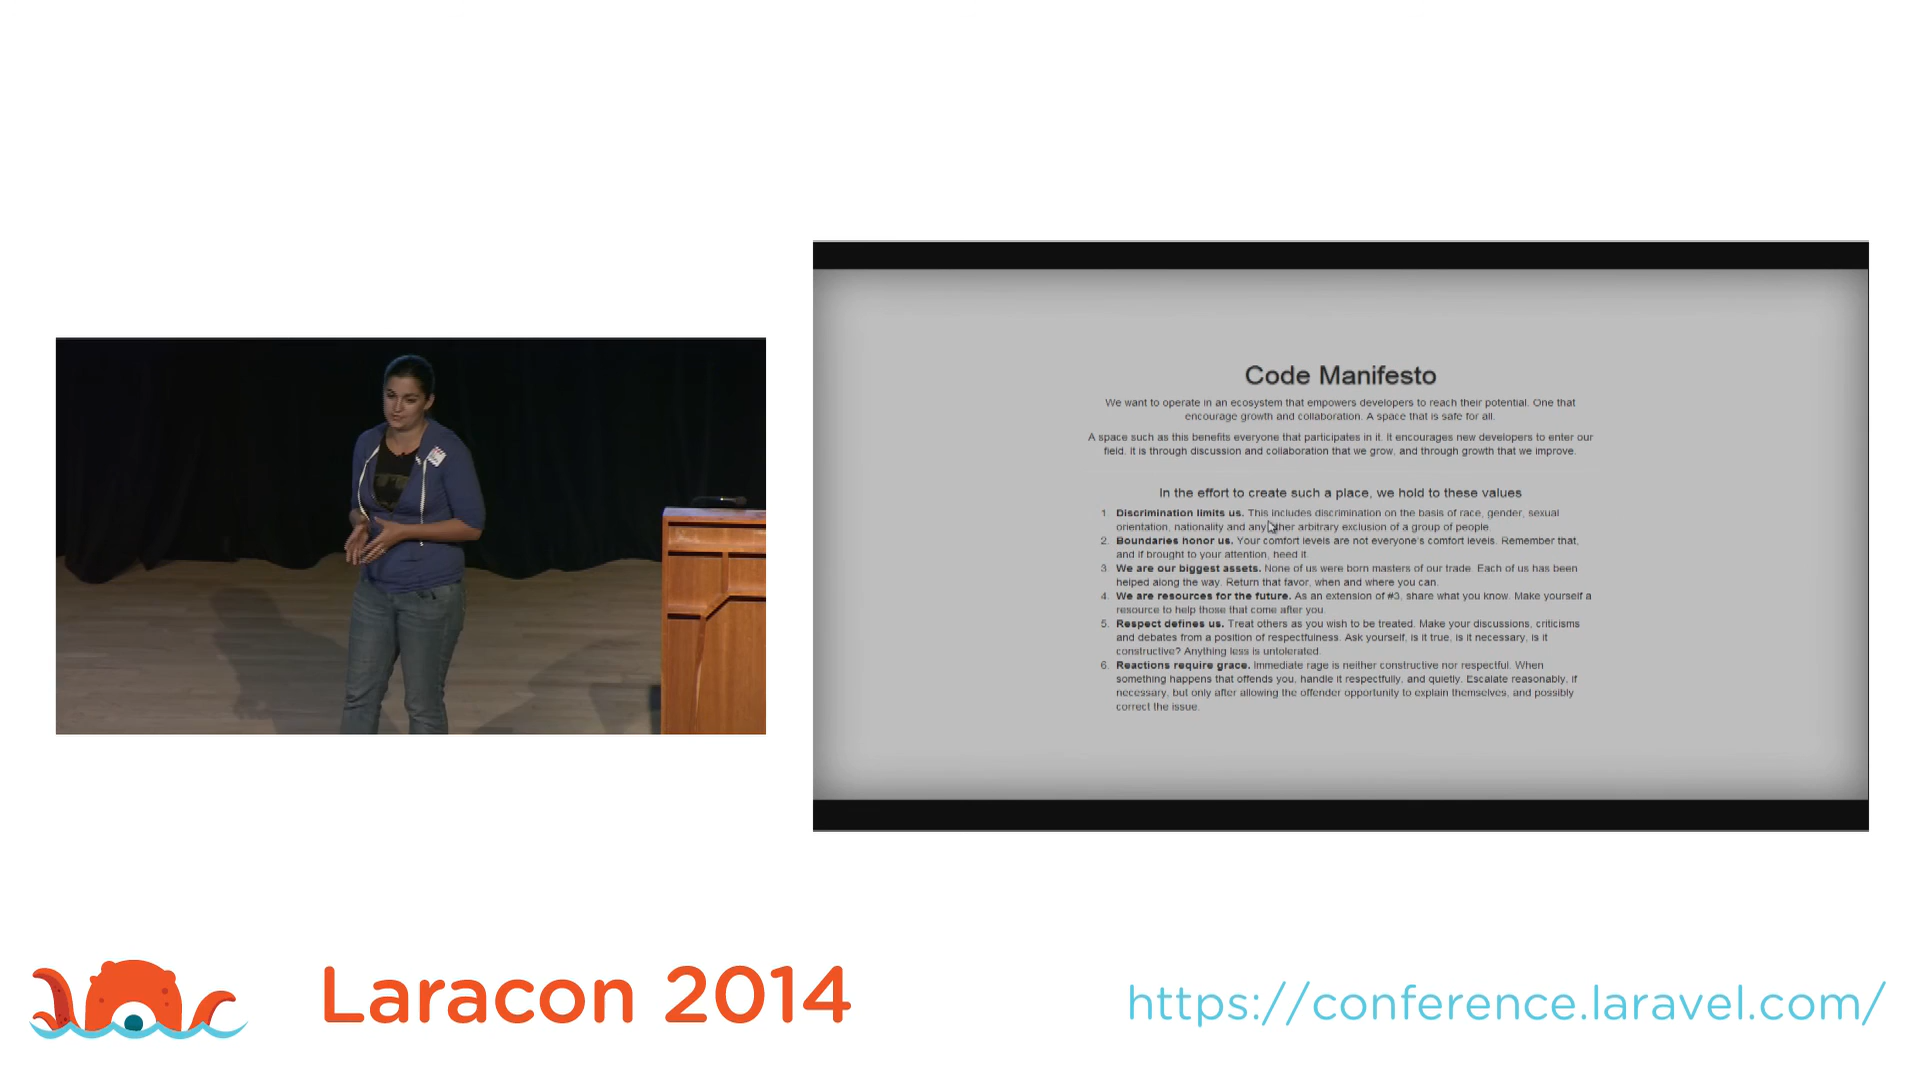 Code Manifesto
We want to operate in an ecosystem that empowers developers to reach their potential. One that
encourage growth and collaboration. A space that is safe for all.
A space such as this benefits everyone that participates in it. It encourages new developers to enter our
field. It is through discussion and collaboration that we grow, and through growth that we improve.
In the effort to create such a place, we hold to these values
1. Discrimination limits us. This includes discrimination on the basis of race, gender, sexual
orientation, nationality and any other arbitrary exclusion of a group of people.
2. Boundaries honor us. Your comfort levels are not everyone's comfort levels. Remember that,
and if brought to your attention, heed it.
3. We are our biggest assets. None of us were born masters of our trade. Each of us has been
helped along the way. Return that favor, when and where you can.
4. We are resources for the future. As an extension of #3, share what you know. Make yourself a
resource to help those that come after you.
5. Respect defines us. Treat others as you wish to be treated. Make your discussions, criticisms
and debates from a position of respectfulness. Ask yourself, is it true, is it necessary, is it
constructive? Anything less is untolerated.
6. Reactions require grace. Immediate rage is neither constructive nor respectful. When
something happens that offends you, handle it respectfully, and quietly. Escalate reasonably, if
necessary, but only after allowing the offender opportunity to explain themselves, and possibly
correct the issue.
Laracon 2014
https://conference.laravel.com/